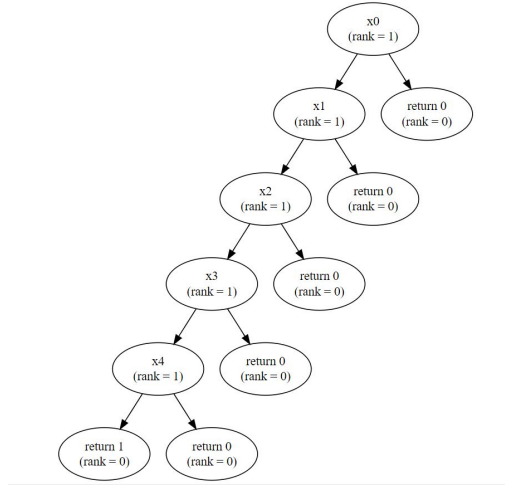 x0
(rank = 1)
x1
(rank = 1)
return 0
(rank = 0)
x2
(rank = 1)
return 0
(rank = 0)
x3
(rank = 1)
return 0
(rank = 0)
x4
(rank = 1)
return 0
(rank = 0)
return 1
(rank = 0)
return 0
(rank = 0)